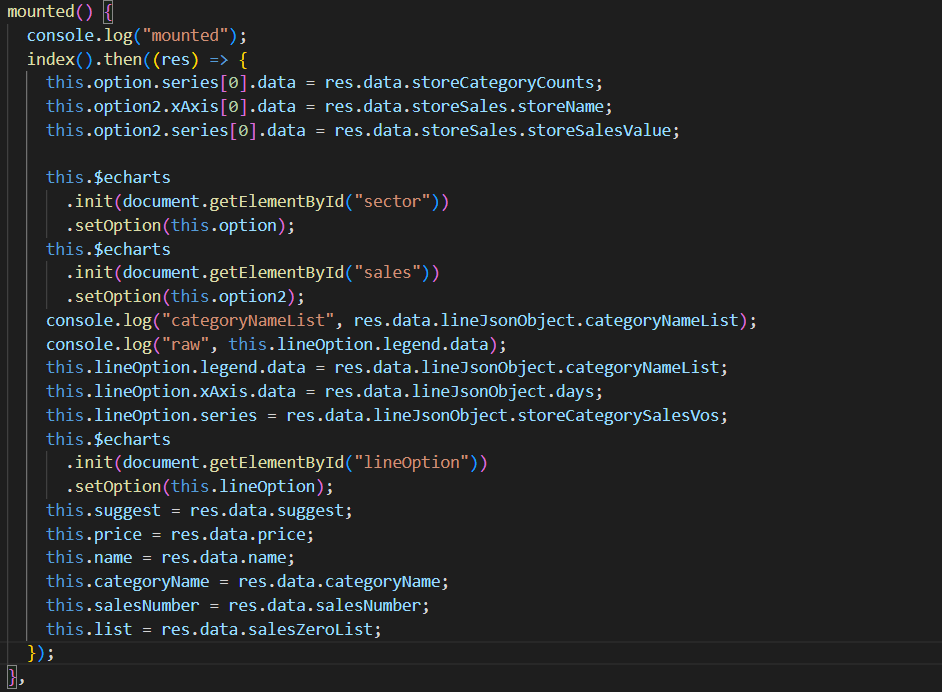 mounted() {
  console.log("mounted");
  index().then((res) => {
    this.option.series[0].data = res.data.storeCategoryCounts;
    this.option2.xAxis[0].data = res.data.storeSales.storeName;
    this.option2.series[0].data = res.data.storeSales.storeSalesValue;

    this.$echarts
      .init(document.getElementById("sector"))
      .setOption(this.option);
    this.$echarts
      .init(document.getElementById("sales"))
      .setOption(this.option2);
    console.log("categoryNameList", res.data.lineJsonObject.categoryNameList);
    console.log("raw", this.lineOption.legend.data);
    this.lineOption.legend.data = res.data.lineJsonObject.categoryNameList;
    this.lineOption.xAxis.data = res.data.lineJsonObject.days;
    this.lineOption.series = res.data.lineJsonObject.storeCategorySalesVos;
    this.$echarts
      .init(document.getElementById("lineOption"))
      .setOption(this.lineOption);
    this.suggest = res.data.suggest;
    this.price = res.data.price;
    this.name = res.data.name;
    this.categoryName = res.data.categoryName;
    this.salesNumber = res.data.salesNumber;
    this.list = res.data.salesZeroList;
  });
},